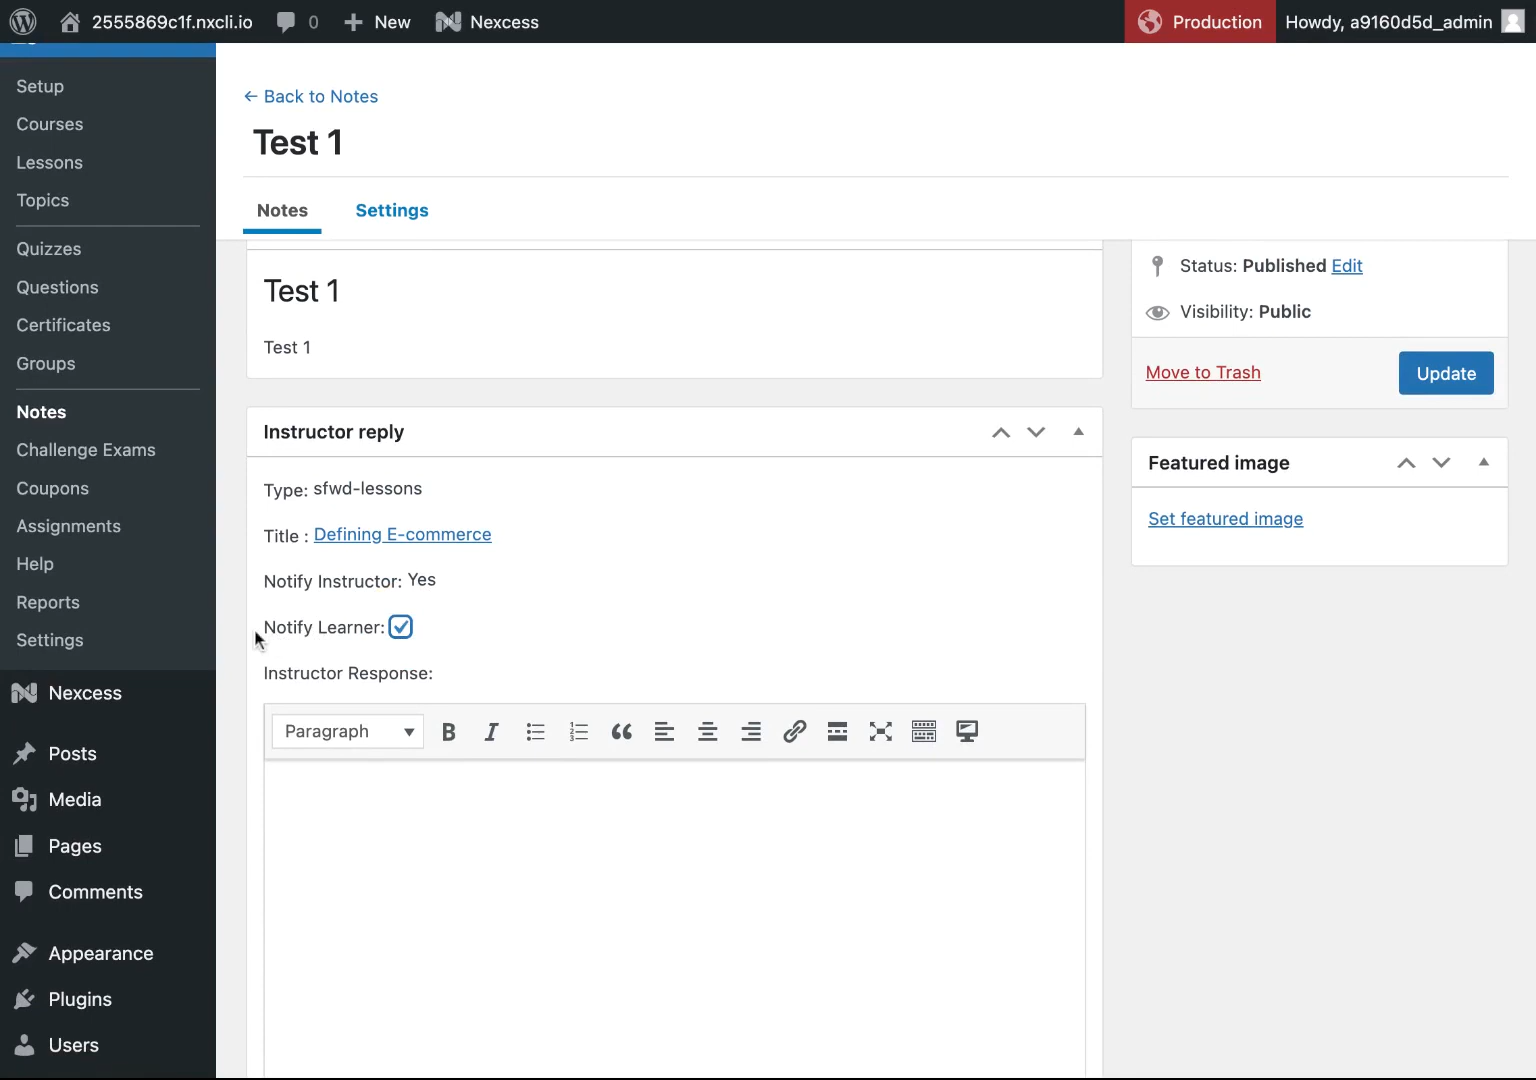 2555869c1f.nxcli.io 0 New Nexcess Production Howdy, a9160d5d_admin
Setup
Courses
Lessons
Topics
Quizzes
Questions
Certificates
Groups
Notes
Challenge Exams
Coupons
Assignments
Help
Reports
Settings
Nexcess
Posts
Media
Pages
Comments
Appearance
Plugins
Users
← Back to Notes
Test 1
Notes Settings
Test 1
Test 1
Instructor reply
Type: sfwd-lessons
Title : Defining E-commerce
Notify Instructor: Yes
Notify Learner:
Instructor Response:
Paragraph
Status: Published Edit
Visibility: Public
Move to Trash Update
Featured image
Set featured image